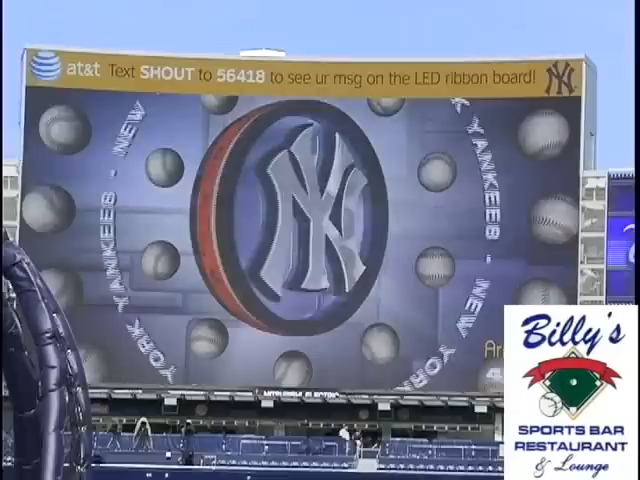 at&t Text SHOUT to 56418 to see ur msg on the LED ribbon board! NY
YANKEES - NEW YORK YANKEES - NEW YORK
NY
Billy's
SPORTS BAR
RESTAURANT
& Lounge